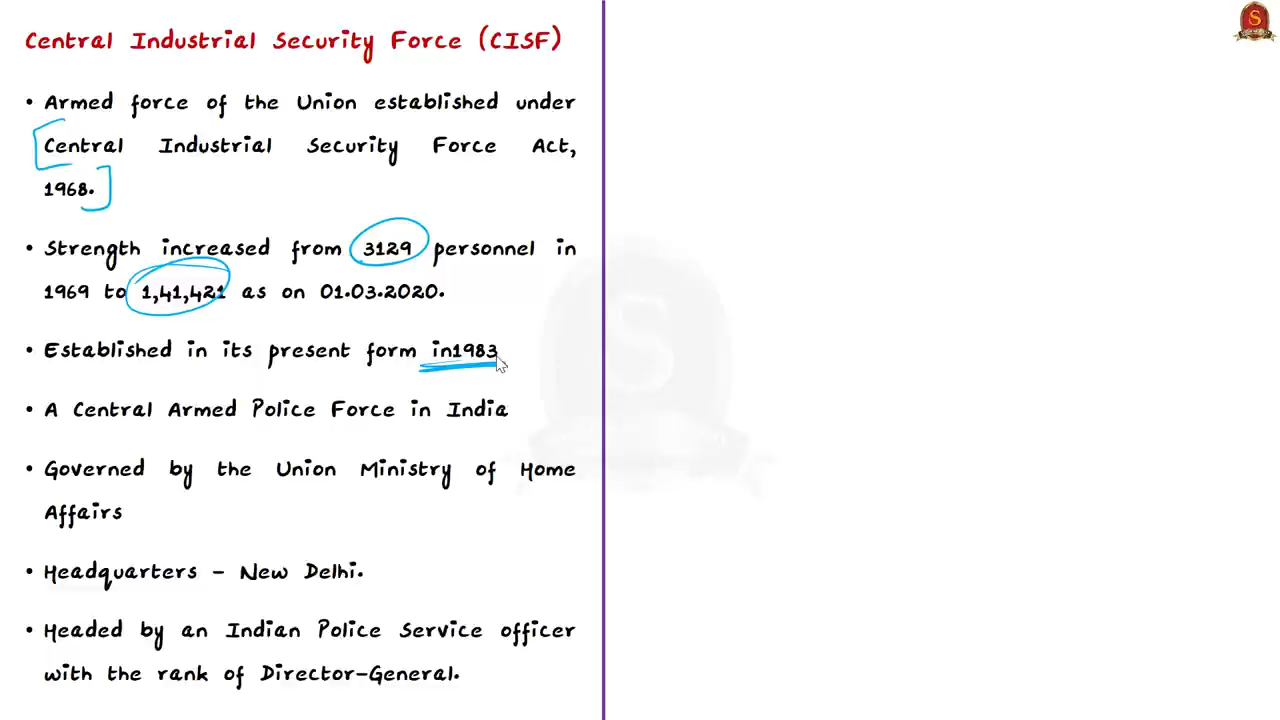 Central Industrial Security Force (CISF)
• Armed force of the Union established under
Central Industrial Security Force Act,
1968.
• Strength increased from 3129 personnel in
1969 to 1,41,421 as on 01.03.2020.
• Established in its present form in1983
• A Central Armed Police Force in India
• Governed by the Union Ministry of Home
Affairs
• Headquarters - New Delhi.
• Headed by an Indian Police Service officer
with the rank of Director-General.
S
S